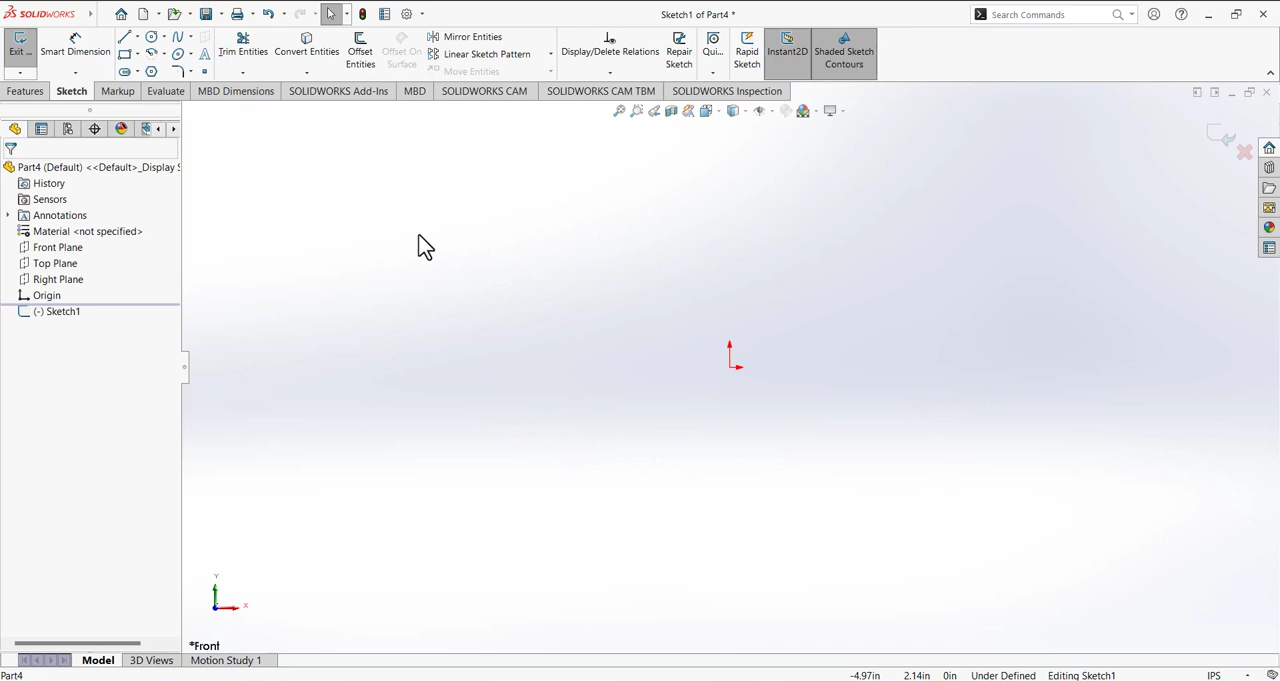 SOLIDWORKS
Sketch1 of Part4 *
Search Commands
Exit ...
Smart Dimension
Trim Entities
Convert Entities
Offset
Entities
Offset On
Surface
Mirror Entities
Linear Sketch Pattern
Move Entities
Display/Delete Relations
Repair
Sketch
Qui...
Rapid
Sketch
Instant2D
Shaded Sketch
Contours
Features
Sketch
Markup
Evaluate
MBD Dimensions
SOLIDWORKS Add-Ins
MBD
SOLIDWORKS CAM
SOLIDWORKS CAM TBM
SOLIDWORKS Inspection
Part4 (Default) <<Default>_Display S
History
Sensors
Annotations
Material <not specified>
Front Plane
Top Plane
Right Plane
Origin
(-) Sketch1
Y
X
*Front
Model
3D Views
Motion Study 1
Part4
-4.97in
2.14in
0in
Under Defined
Editing Sketch1
IPS